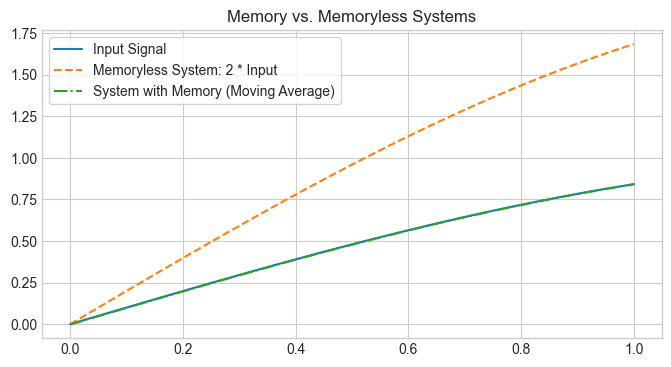 Memory vs. Memoryless Systems
Input Signal
Memoryless System: 2 * Input
System with Memory (Moving Average)
1.75
1.50
1.25
1.00
0.75
0.50
0.25
0.00
0.0 0.2 0.4 0.6 0.8 1.0